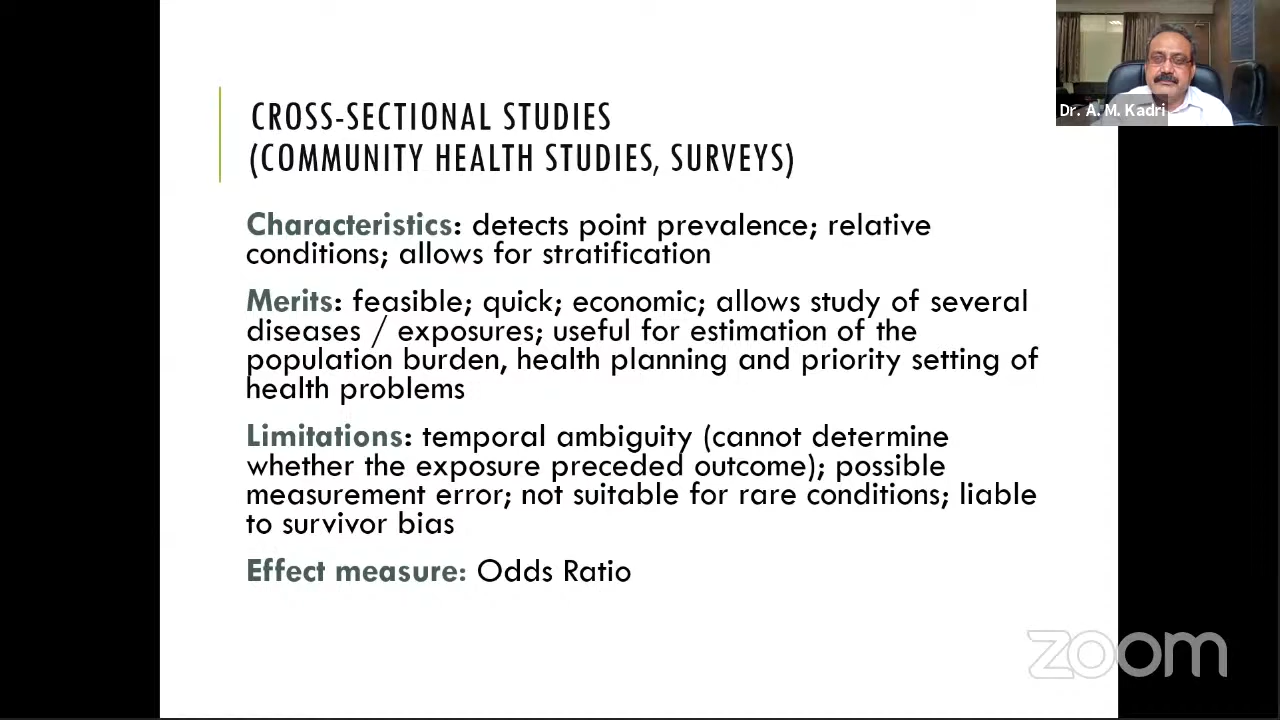 CROSS-SECTIONAL STUDIES
(COMMUNITY HEALTH STUDIES, SURVEYS)
Characteristics: detects point prevalence; relative
conditions; allows for stratification
Merits: feasible; quick; economic; allows study of several
diseases / exposures; useful for estimation of the
population burden, health planning and priority setting of
health problems
Limitations: temporal ambiguity (cannot determine
whether the exposure preceded outcome); possible
measurement error; not suitable for rare conditions; liable
to survivor bias
Effect measure: Odds Ratio
Dr. A. M. Kadri
zoom